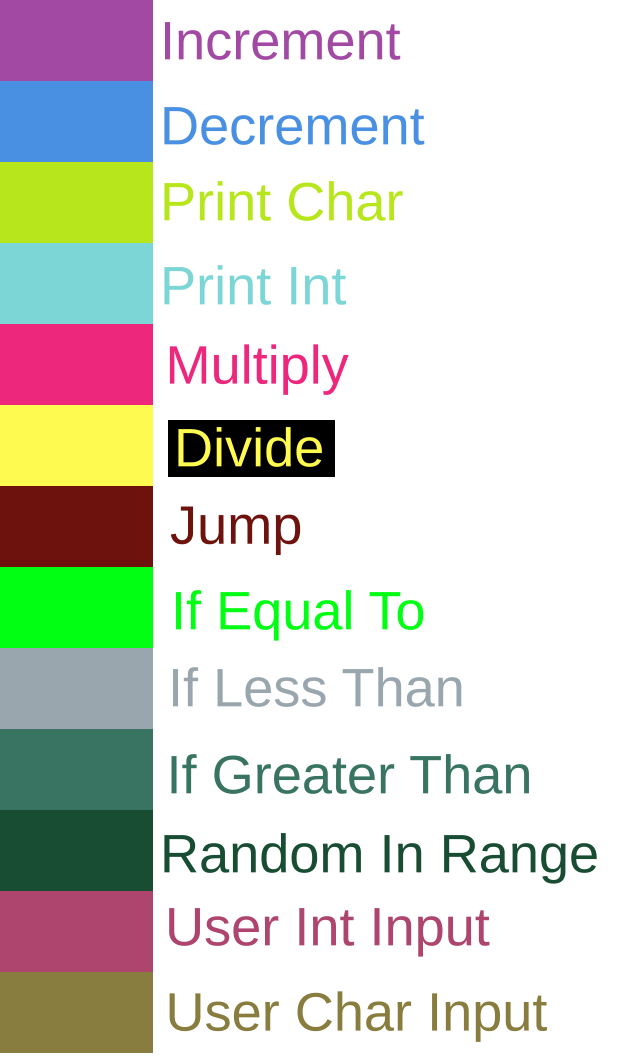 Increment
Decrement
Print Char
Print Int
Multiply
Divide
Jump
If Equal To
If Less Than
If Greater Than
Random In Range
User Int Input
User Char Input